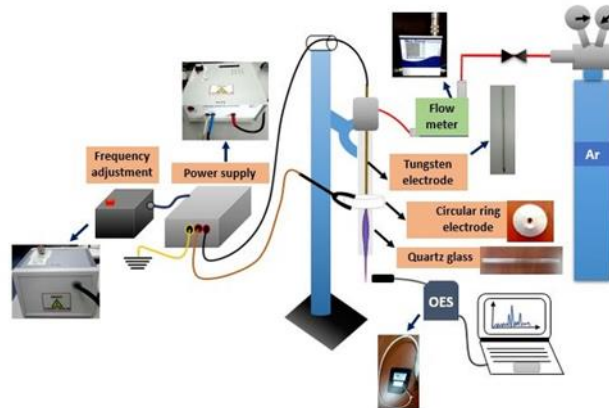 Frequency
adjustment
Power supply
Flow
meter
Tungsten
electrode
Circular ring
electrode
Quartz glass
OES
Ar